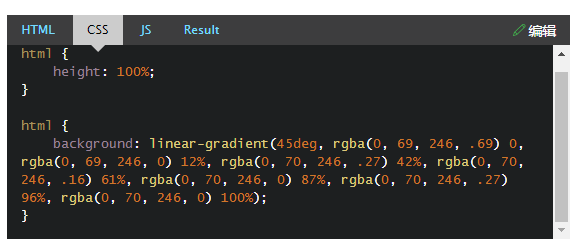 HTML CSS JS Result 编辑
html {
    height: 100%;
}

html {
    background: linear-gradient(45deg, rgba(0, 69, 246, .69) 0,
rgba(0, 69, 246, 0) 12%, rgba(0, 70, 246, .27) 42%, rgba(0, 70,
246, .16) 61%, rgba(0, 70, 246, 0) 87%, rgba(0, 70, 246, .27)
96%, rgba(0, 70, 246, 0) 100%);
}